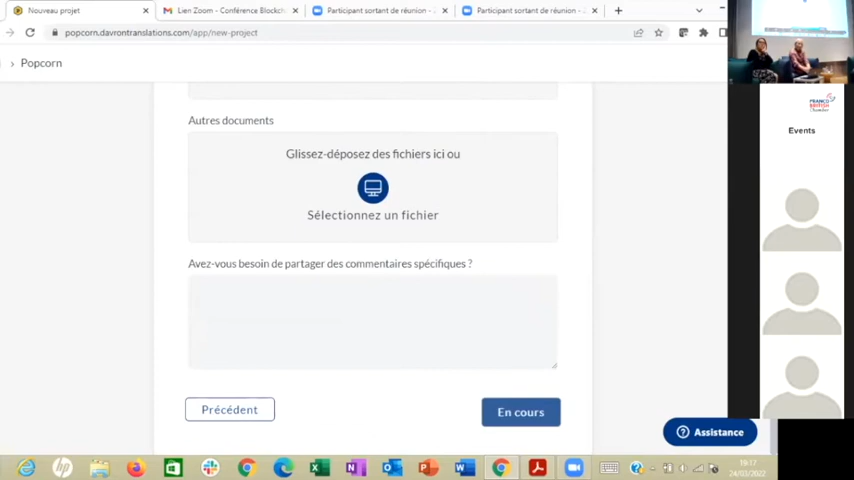 Nouveau projet
Lien Zoom - Conférence Blockch
Participant sortant de réunion -
Participant sortant de réunion -
popcorn.davrontranslations.com/app/new-project
Popcorn
Autres documents
Glissez-déposez des fichiers ici ou
Sélectionnez un fichier
Avez-vous besoin de partager des commentaires spécifiques ?
Précédent
En cours
Assistance
FRANCO
BRITISH
Events
19:17
24/03/2022